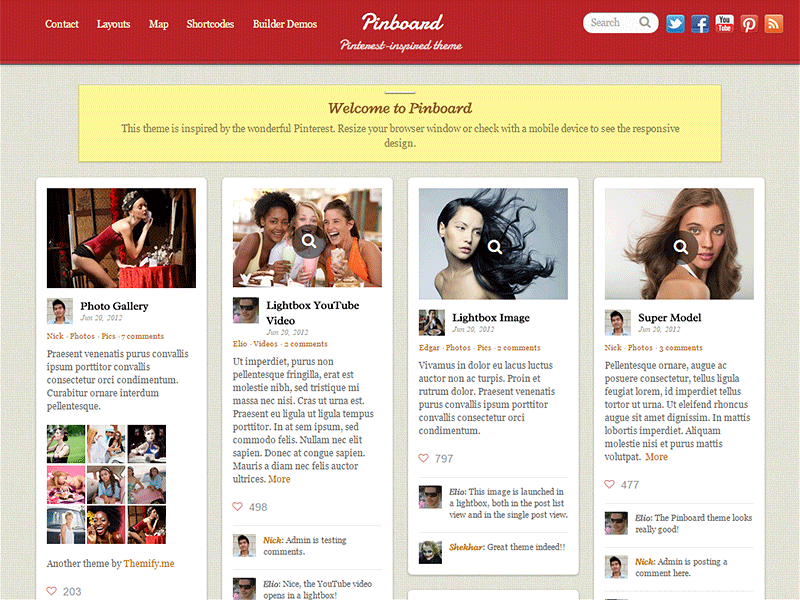 Contact Layouts Map Shortcodes Builder Demos
Pinboard
Pinterest-inspired theme
Search
You
Tube
Welcome to Pinboard
This theme is inspired by the wonderful Pinterest. Resize your browser window or check with a mobile device to see the responsive
design.
Photo Gallery
Jun 20, 2012
Nick · Photos · Pics · 7 comments
Praesent venenatis purus convallis
ipsum porttitor convallis
consectetur orci condimentum.
Curabitur ornare interdum
pellentesque.
Another theme by Themify.me
203
Lightbox YouTube
Video
Jun 20, 2012
Elio · Videos · 2 comments
Ut imperdiet, purus non
pellentesque fringilla, erat est
molestie nibh, sed tristique mi
massa nec nisi. Cras ut urna est.
Praesent eu ligula ut ligula tempus
porttitor. In at sem ipsum, sed
commodo felis. Nullam nec elit
sapien. Donec at congue sapien.
Mauris a diam nec felis auctor
ultrices. More
498
Nick: Admin is testing
comments.
Elio: Nice, the YouTube video
opens in a lightbox!
Lightbox Image
Jun 20, 2012
Edgar · Photos · Pics · 2 comments
Vivamus in dolor eu lacus luctus
auctor non ac turpis. Proin et
rutrum dolor. Praesent venenatis
purus convallis ipsum porttitor
convallis consectetur orci
condimentum.
797
Elio: This image is launched in
a lightbox, both in the post list
view and in the single post view.
Shekhar: Great theme indeed!!
Super Model
Jun 20, 2012
Nick · Photos · 3 comments
Pellentesque ornare, augue ac
posuere consectetur, tellus ligula
feugiat lorem, id imperdiet tellus
tortor ut urna. Ut eleifend rhoncus
augue sit amet dignissim. In mattis
lobortis imperdiet. Aliquam
molestie nisi et purus mattis
volutpat. More
477
Elio: The Pinboard theme looks
really good!
Nick: Admin is posting a
comment here.